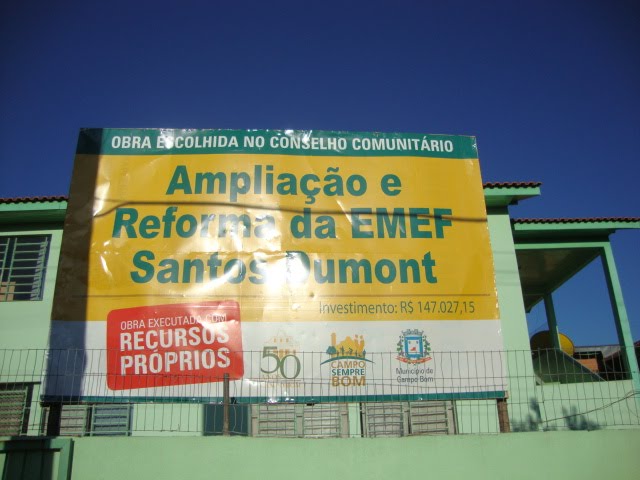 OBRA ESCOLHIDA NO CONSELHO COMUNITÁRIO
Ampliação e
Reforma da EMEF
Santos Dumont
Investimento: R$ 147.027,15
OBRA EXECUTADA COM
RECURSOS
PRÓPRIOS
50
CAMPO
SEMPRE
BOM
Município de
Campo Bom